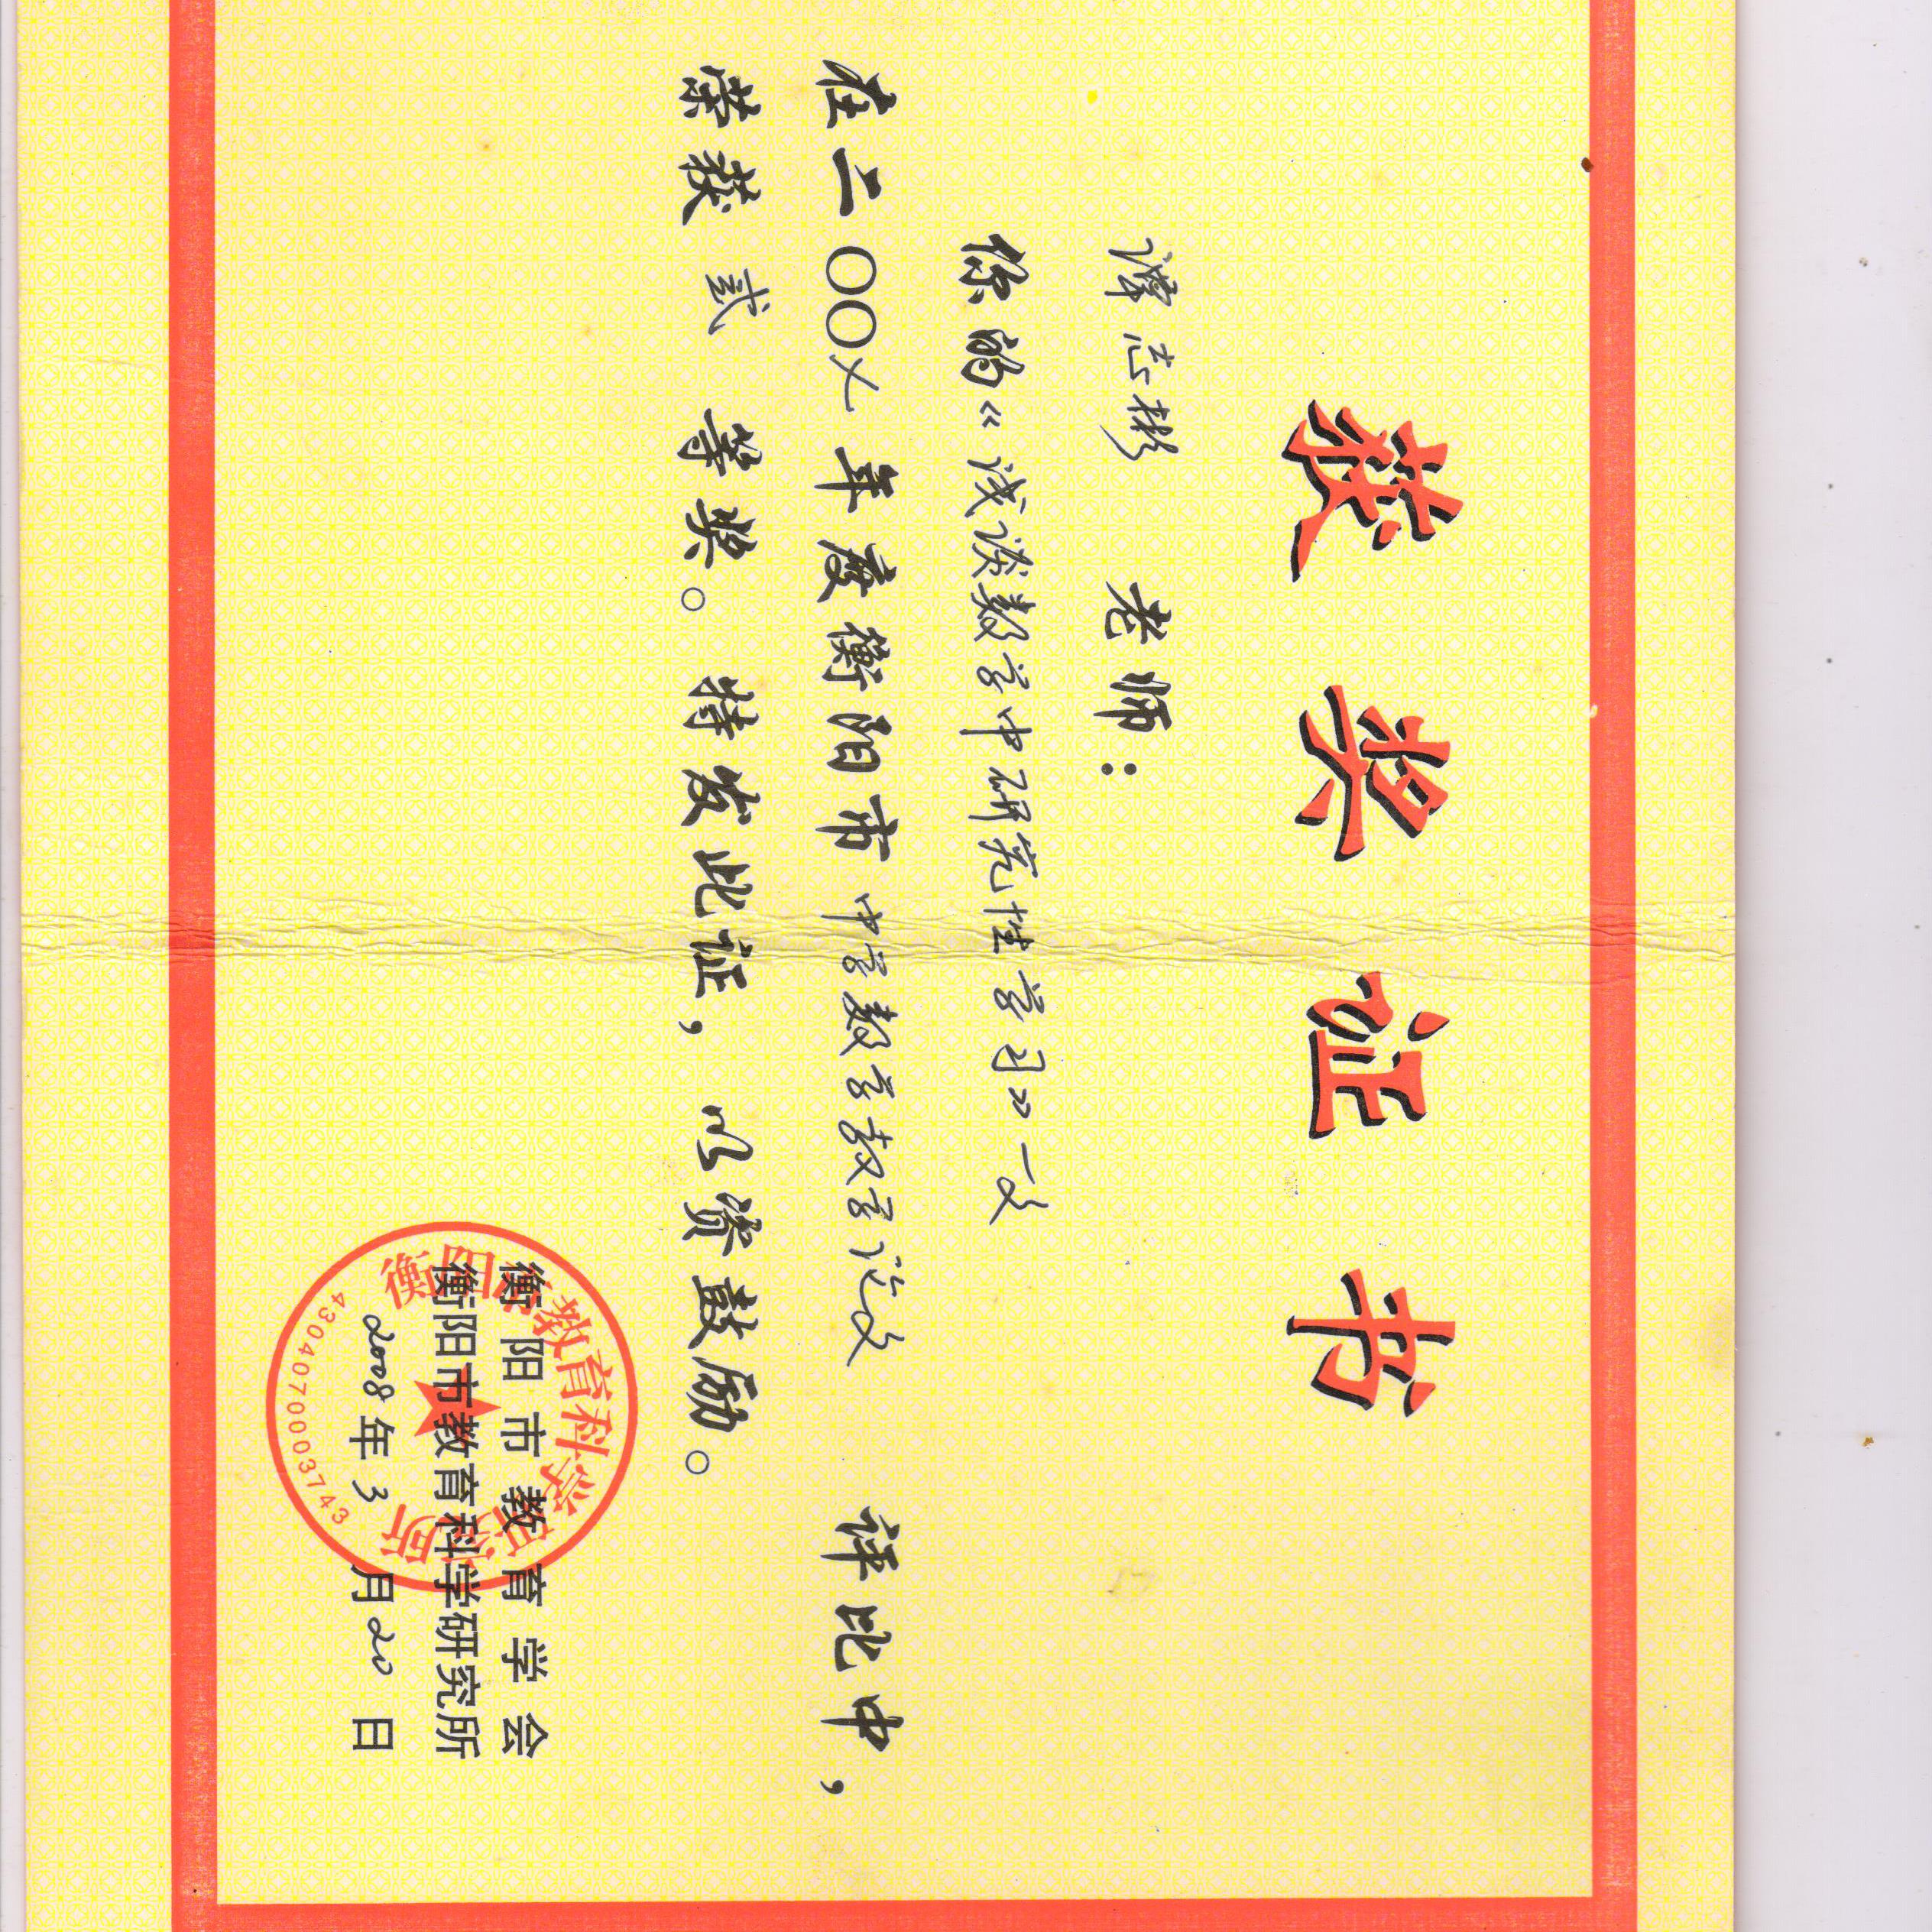 获奖证书
谭志彬 老师：
你的《浅谈数学中研究性学习》一文
在二〇〇七年度衡阳市中学数学教学论文 评比中，
荣获 弍 等奖。特发此证，以资鼓励。
衡阳市教育学会
衡阳市教育科学研究所
2008年3月20日
衡阳市教育科学研究所
4304070003743